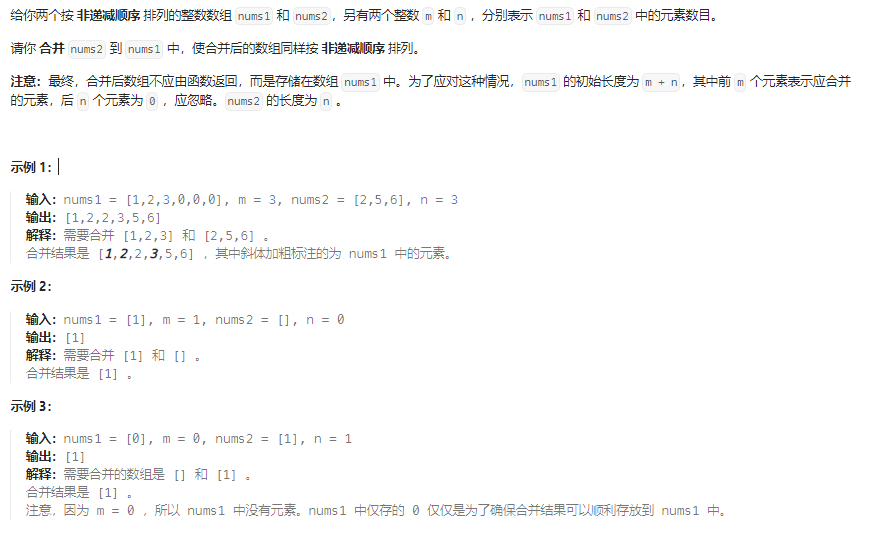 给你两个按 非递减顺序 排列的整数数组 nums1 和 nums2，另有两个整数 m 和 n ，分别表示 nums1 和 nums2 中的元素数目。
请你 合并 nums2 到 nums1 中，使合并后的数组同样按 非递减顺序 排列。
注意：最终，合并后数组不应由函数返回，而是存储在数组 nums1 中。为了应对这种情况，nums1 的初始长度为 m + n，其中前 m 个元素表示应合并
的元素，后 n 个元素为 0 ，应忽略。nums2 的长度为 n 。
示例 1：
输入：nums1 = [1,2,3,0,0,0], m = 3, nums2 = [2,5,6], n = 3
输出：[1,2,2,3,5,6]
解释：需要合并 [1,2,3] 和 [2,5,6] 。
合并结果是 [1,2,2,3,5,6] ，其中斜体加粗标注的为 nums1 中的元素。
示例 2：
输入：nums1 = [1], m = 1, nums2 = [], n = 0
输出：[1]
解释：需要合并 [1] 和 [] 。
合并结果是 [1] 。
示例 3：
输入：nums1 = [0], m = 0, nums2 = [1], n = 1
输出：[1]
解释：需要合并的数组是 [] 和 [1] 。
合并结果是 [1] 。
注意，因为 m = 0 ，所以 nums1 中没有元素。nums1 中仅存的 0 仅仅是为了确保合并结果可以顺利存放到 nums1 中。